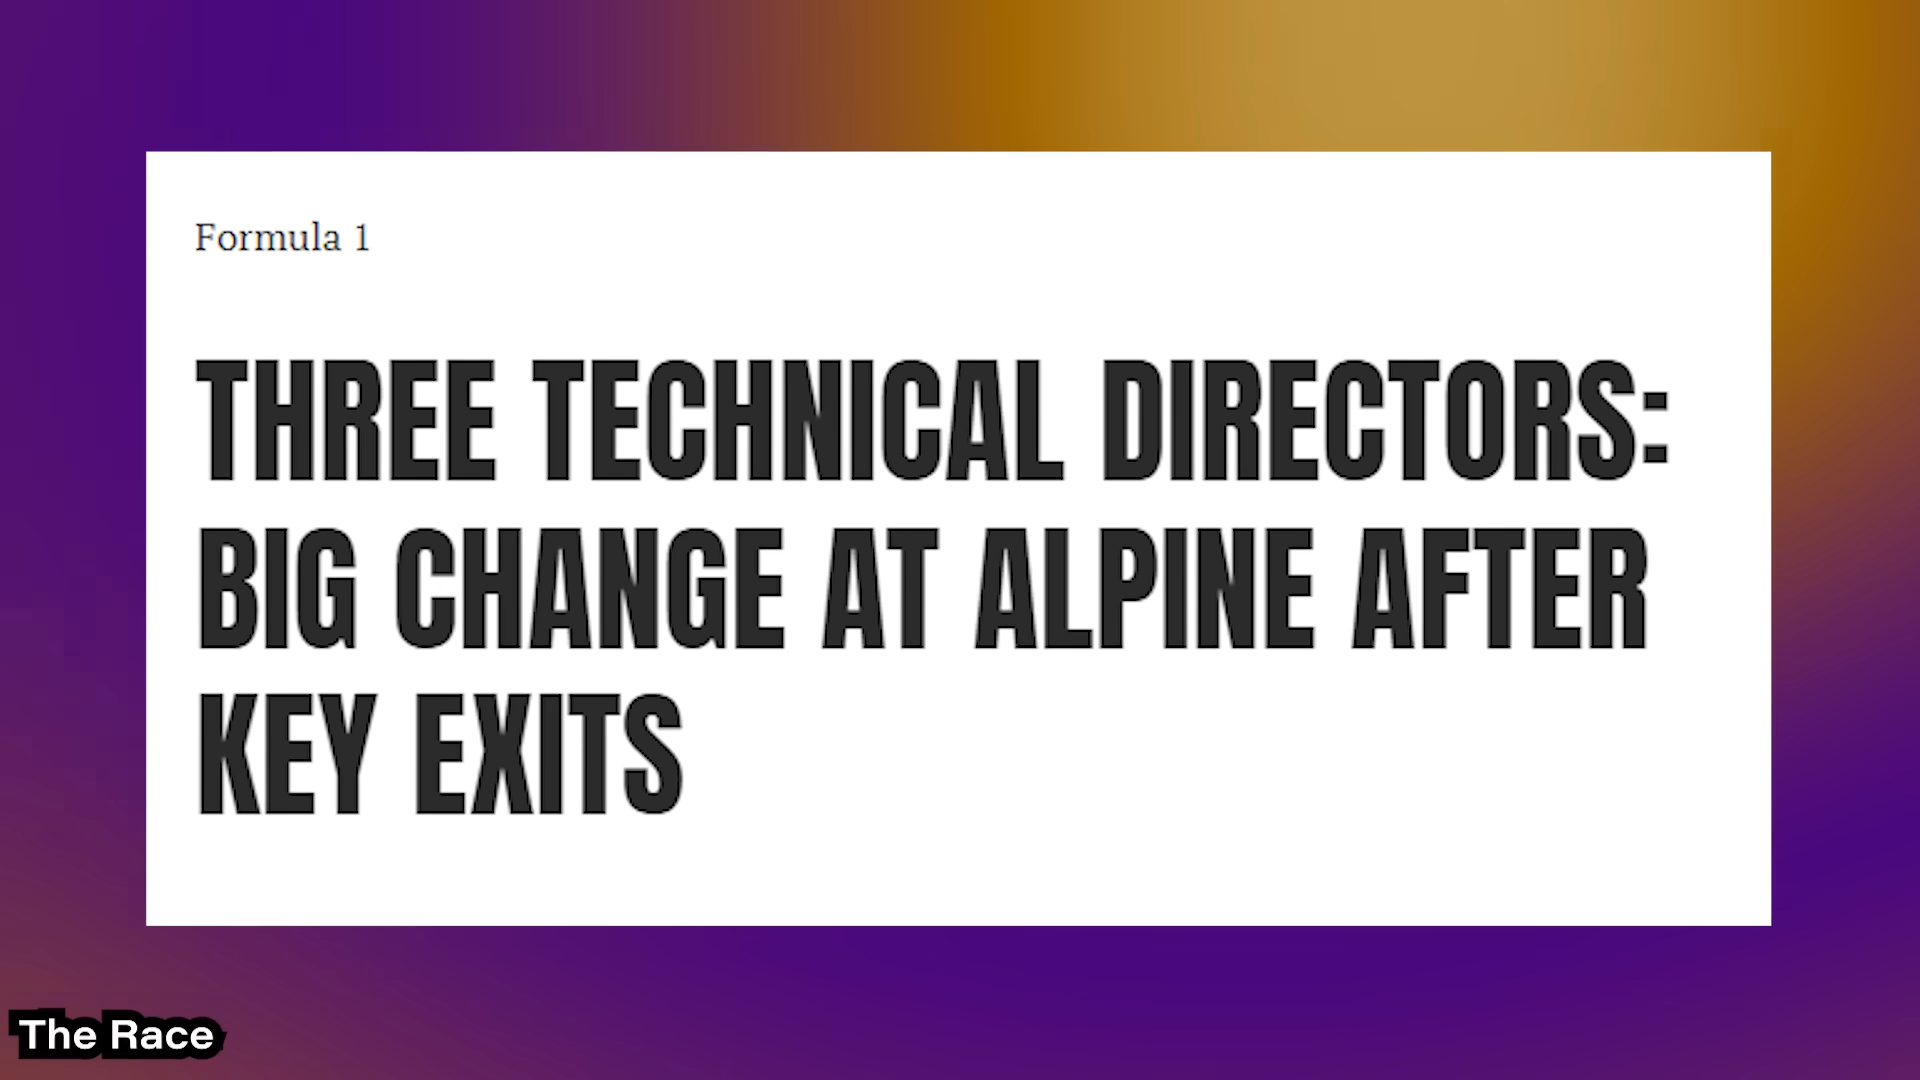 Formula 1
THREE TECHNICAL DIRECTORS:
BIG CHANGE AT ALPINE AFTER
KEY EXITS
The Race